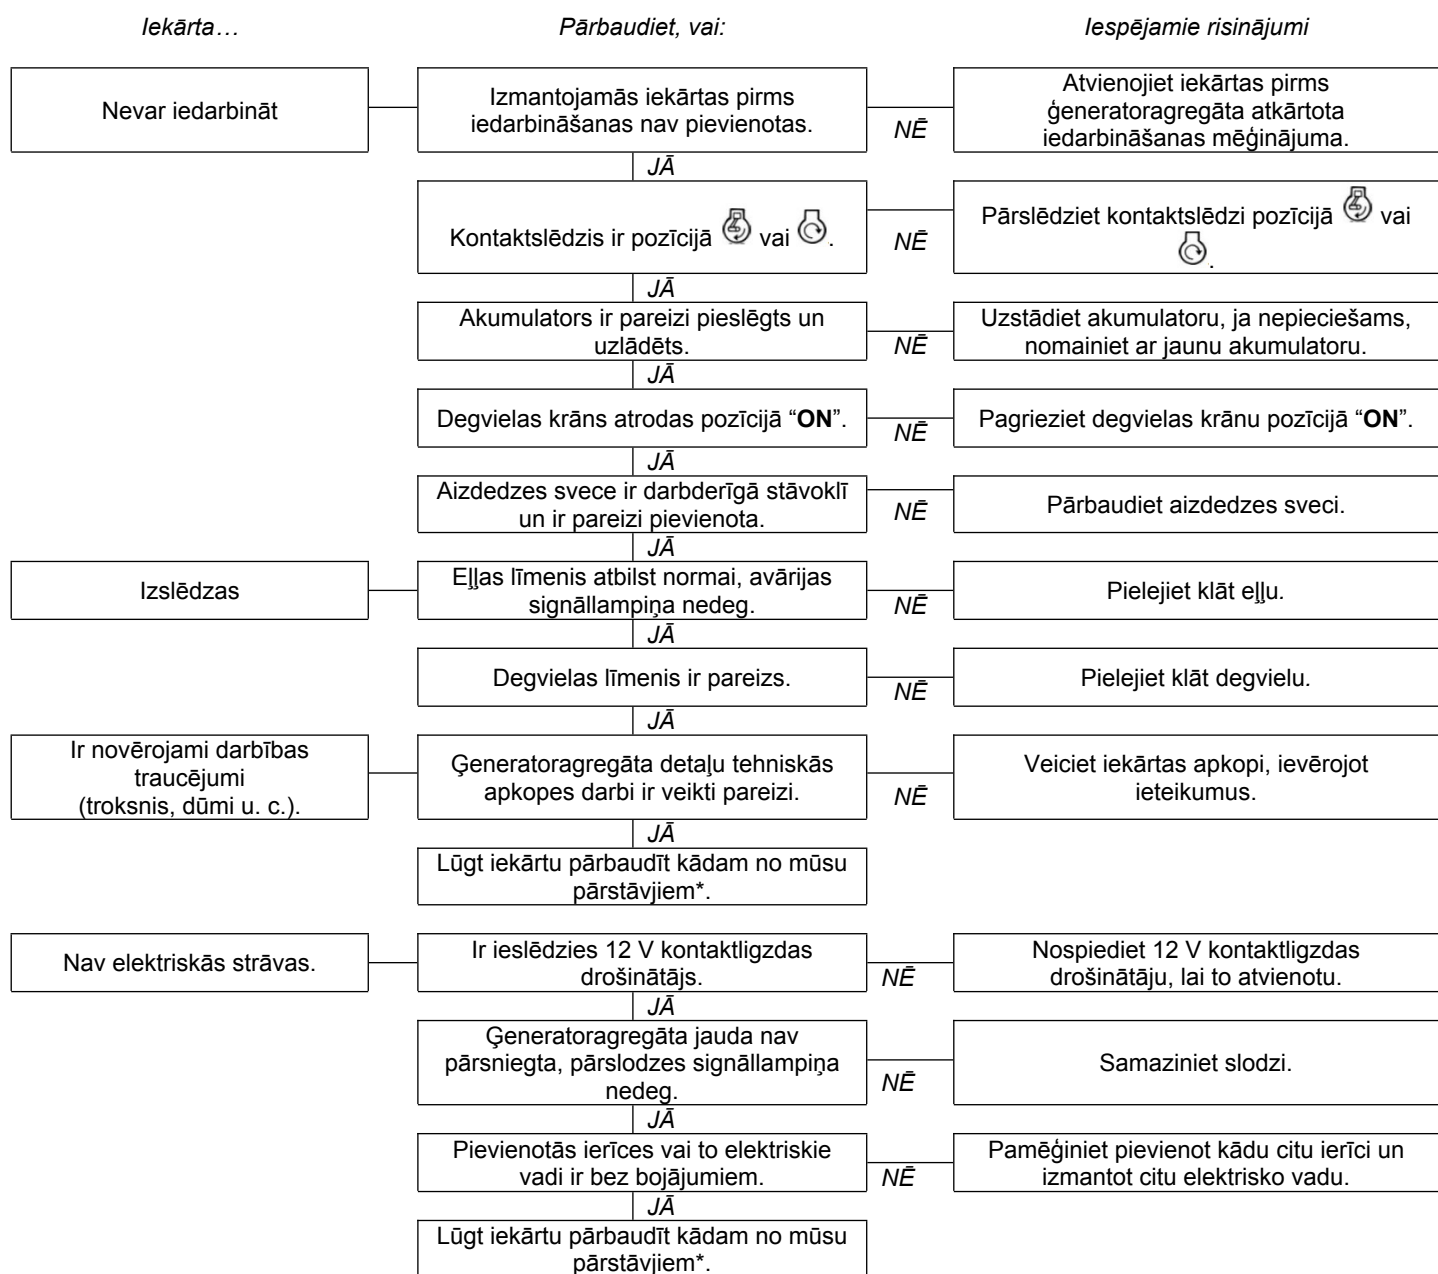 Iekārta…
Pārbaudiet, vai:
Iespējamie risinājumi
Nevar iedarbināt
Izmantojamās iekārtas pirms
iedarbināšanas nav pievienotas.
NĒ
Atvienojiet iekārtas pirms
ģeneratoragregāta atkārtota
iedarbināšanas mēģinājuma.
JĀ
Kontaktslēdzis ir pozīcijā vai .
NĒ
Pārslēdziet kontaktslēdzi pozīcijā vai
.
JĀ
Akumulators ir pareizi pieslēgts un
uzlādēts.
NĒ
Uzstādiet akumulatoru, ja nepieciešams,
nomainiet ar jaunu akumulatoru.
JĀ
Degvielas krāns atrodas pozīcijā “ON”.
NĒ
Pagrieziet degvielas krānu pozīcijā “ON”.
JĀ
Aizdedzes svece ir darbderīgā stāvoklī
un ir pareizi pievienota.
NĒ
Pārbaudiet aizdedzes sveci.
JĀ
Izslēdzas
Eļļas līmenis atbilst normai, avārijas
signāllampiņa nedeg.
NĒ
Pielejiet klāt eļļu.
JĀ
Degvielas līmenis ir pareizs.
NĒ
Pielejiet klāt degvielu.
JĀ
Ir novērojami darbības
traucējumi
(troksnis, dūmi u. c.).
Ģeneratoragregāta detaļu tehniskās
apkopes darbi ir veikti pareizi.
NĒ
Veiciet iekārtas apkopi, ievērojot
ieteikumus.
JĀ
Lūgt iekārtu pārbaudīt kādam no mūsu
pārstāvjiem*.
Nav elektriskās strāvas.
Ir ieslēdzies 12 V kontaktligzdas
drošinātājs.
NĒ
Nospiediet 12 V kontaktligzdas
drošinātāju, lai to atvienotu.
JĀ
Ģeneratoragregāta jauda nav
pārsniegta, pārslodzes signāllampiņa
nedeg.
NĒ
Samaziniet slodzi.
JĀ
Pievienotās ierīces vai to elektriskie
vadi ir bez bojājumiem.
NĒ
Pamēģiniet pievienot kādu citu ierīci un
izmantot citu elektrisko vadu.
JĀ
Lūgt iekārtu pārbaudīt kādam no mūsu
pārstāvjiem*.